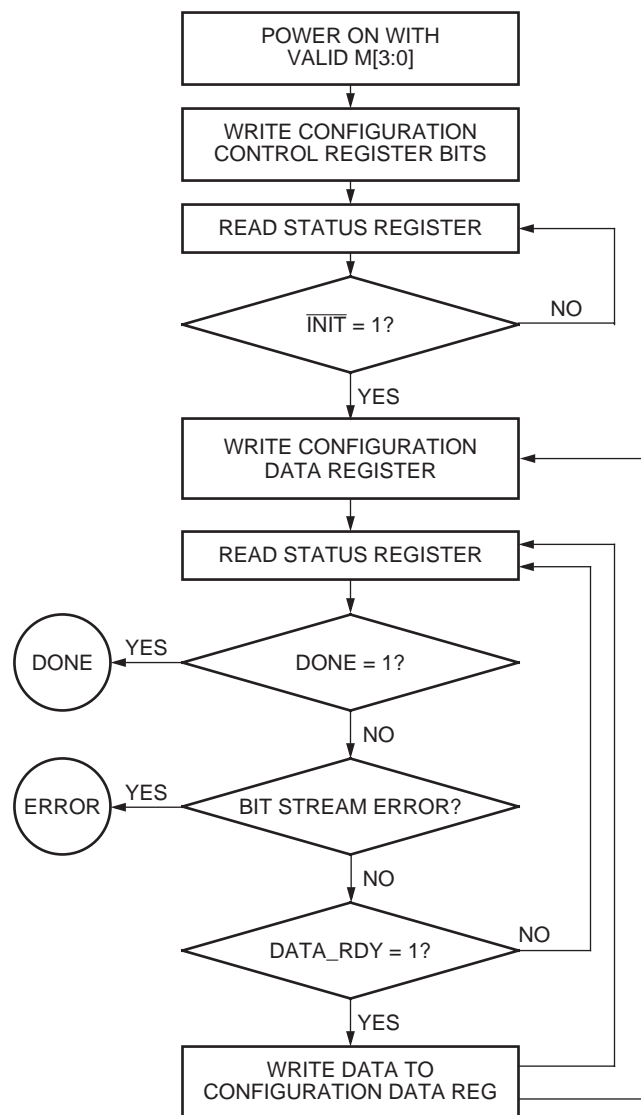 POWER ON WITH
VALID M[3:0]
WRITE CONFIGURATION
CONTROL REGISTER BITS
READ STATUS REGISTER
I̅N̅I̅T̅ = 1?
NO
YES
WRITE CONFIGURATION
DATA REGISTER
READ STATUS REGISTER
DONE
YES
DONE = 1?
NO
ERROR
YES
BIT STREAM ERROR?
NO
DATA_RDY = 1?
NO
YES
WRITE DATA TO
CONFIGURATION DATA REG